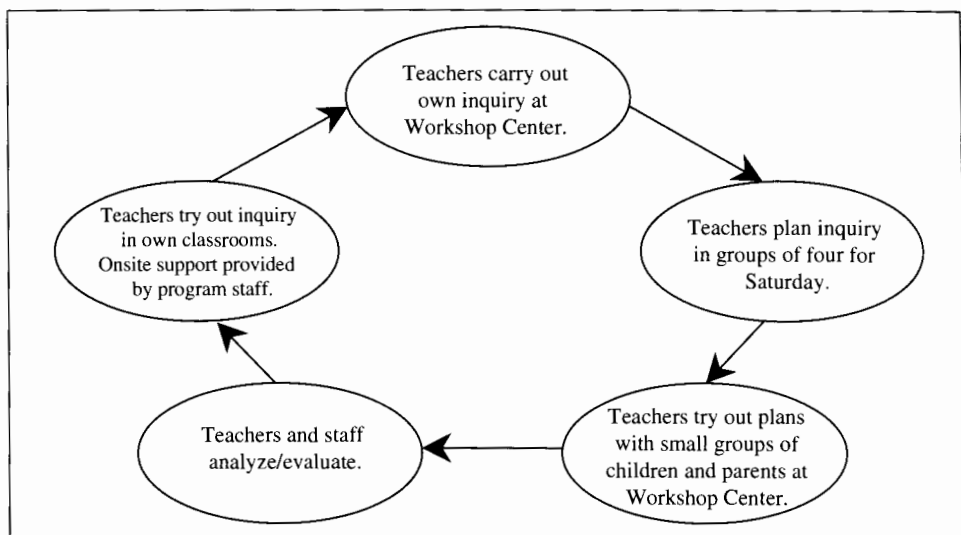 Teachers carry out
own inquiry at
Workshop Center.
Teachers plan inquiry
in groups of four for
Saturday.
Teachers try out plans
with small groups of
children and parents at
Workshop Center.
Teachers and staff
analyze/evaluate.
Teachers try out inquiry
in own classrooms.
Onsite support provided
by program staff.